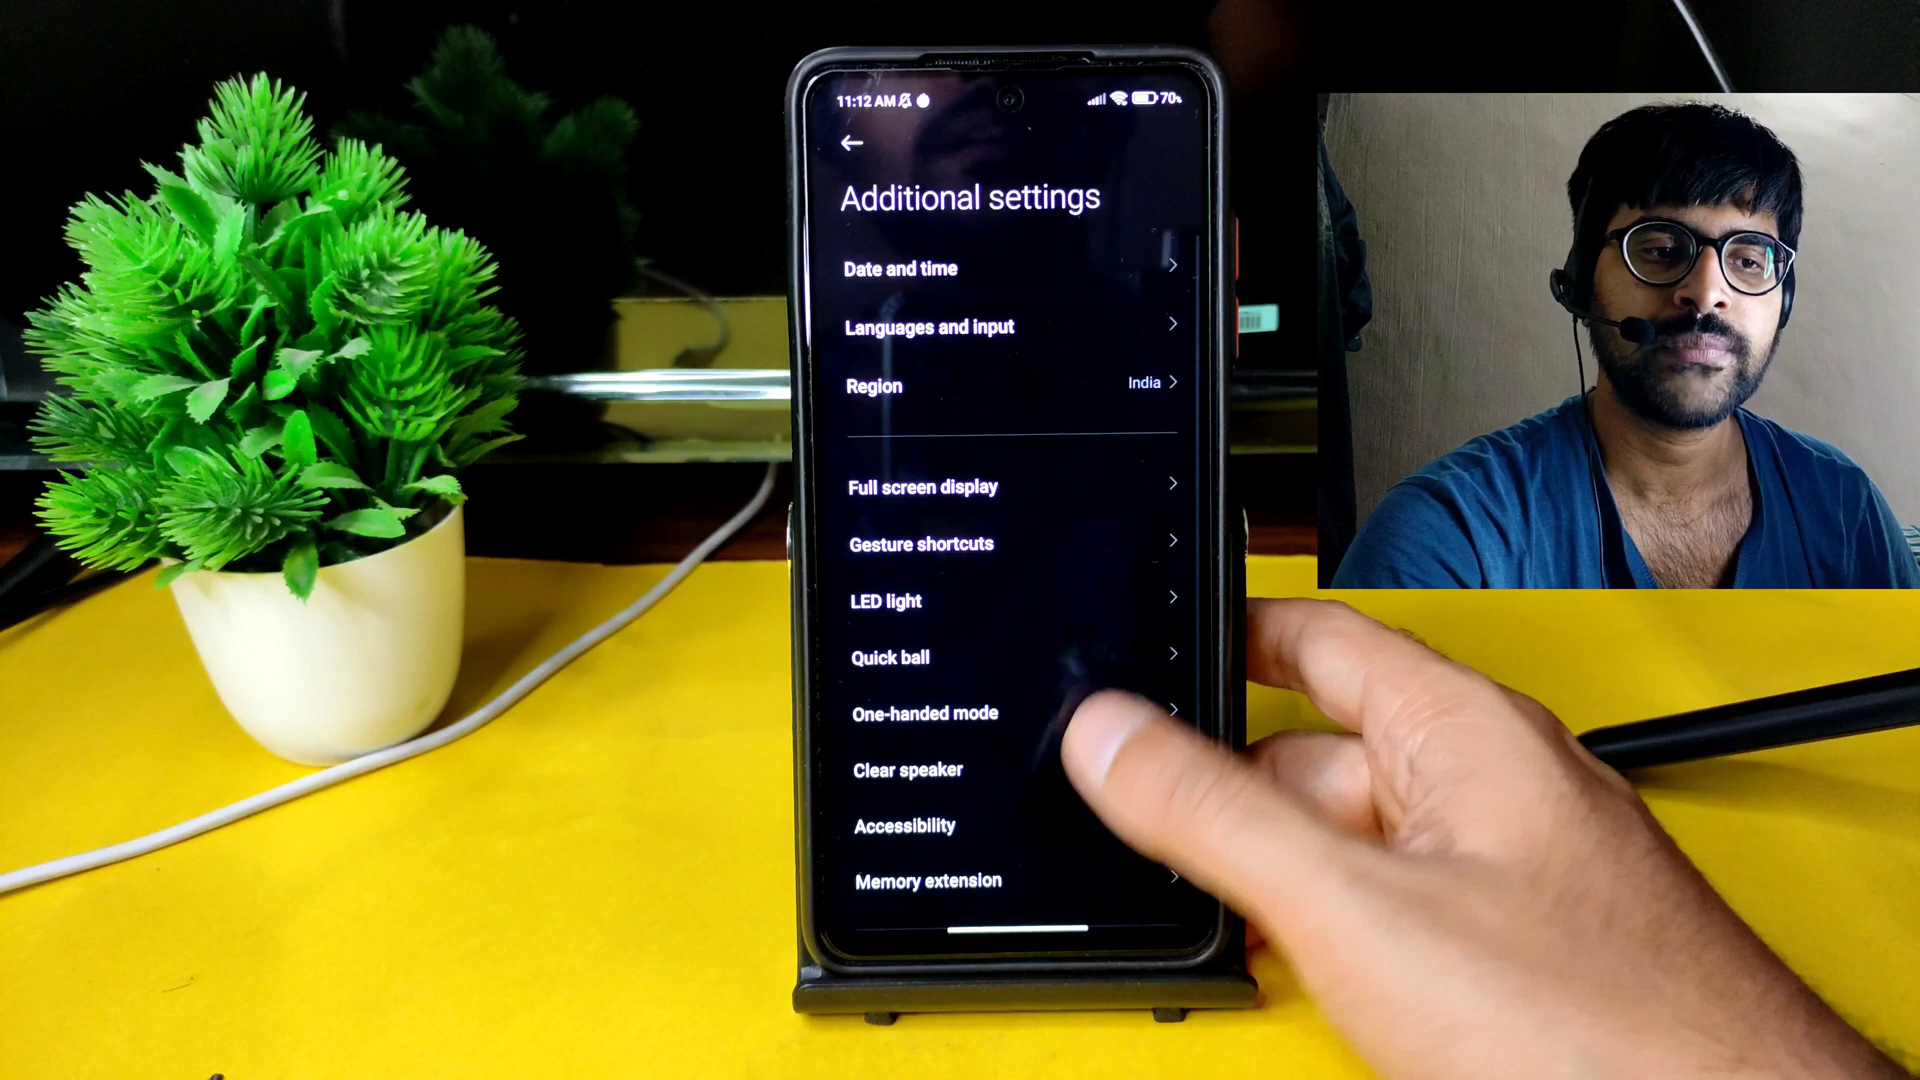 11:12 AM
70%
Additional settings
Date and time
Languages and input
Region
India
Full screen display
Gesture shortcuts
LED light
Quick ball
One-handed mode
Clear speaker
Accessibility
Memory extension